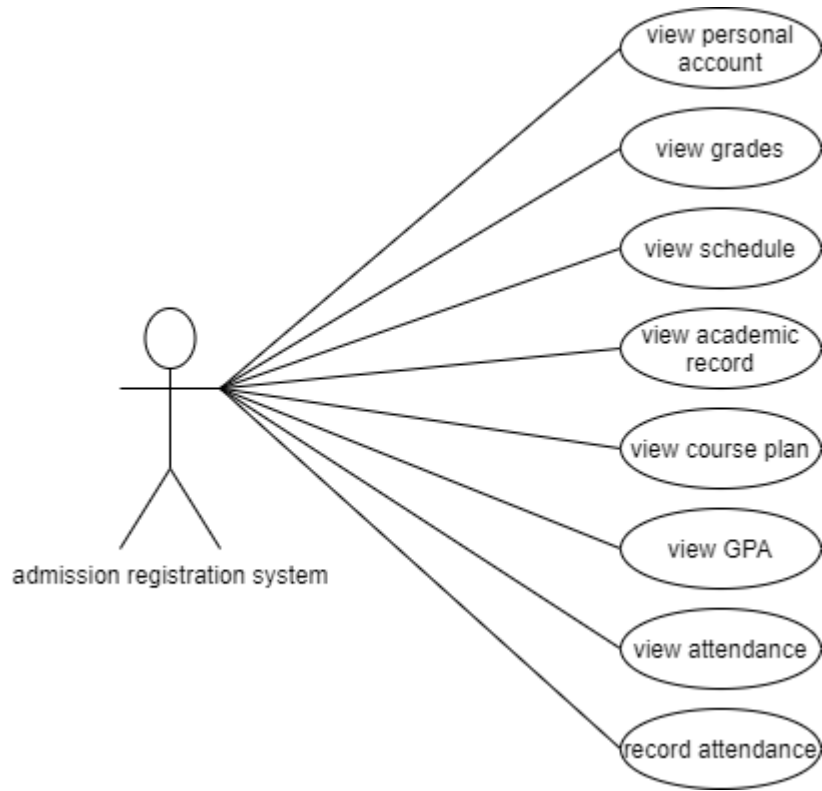 view personal
account
view grades
view schedule
view academic
record
view course plan
view GPA
admission registration system
view attendance
record attendance